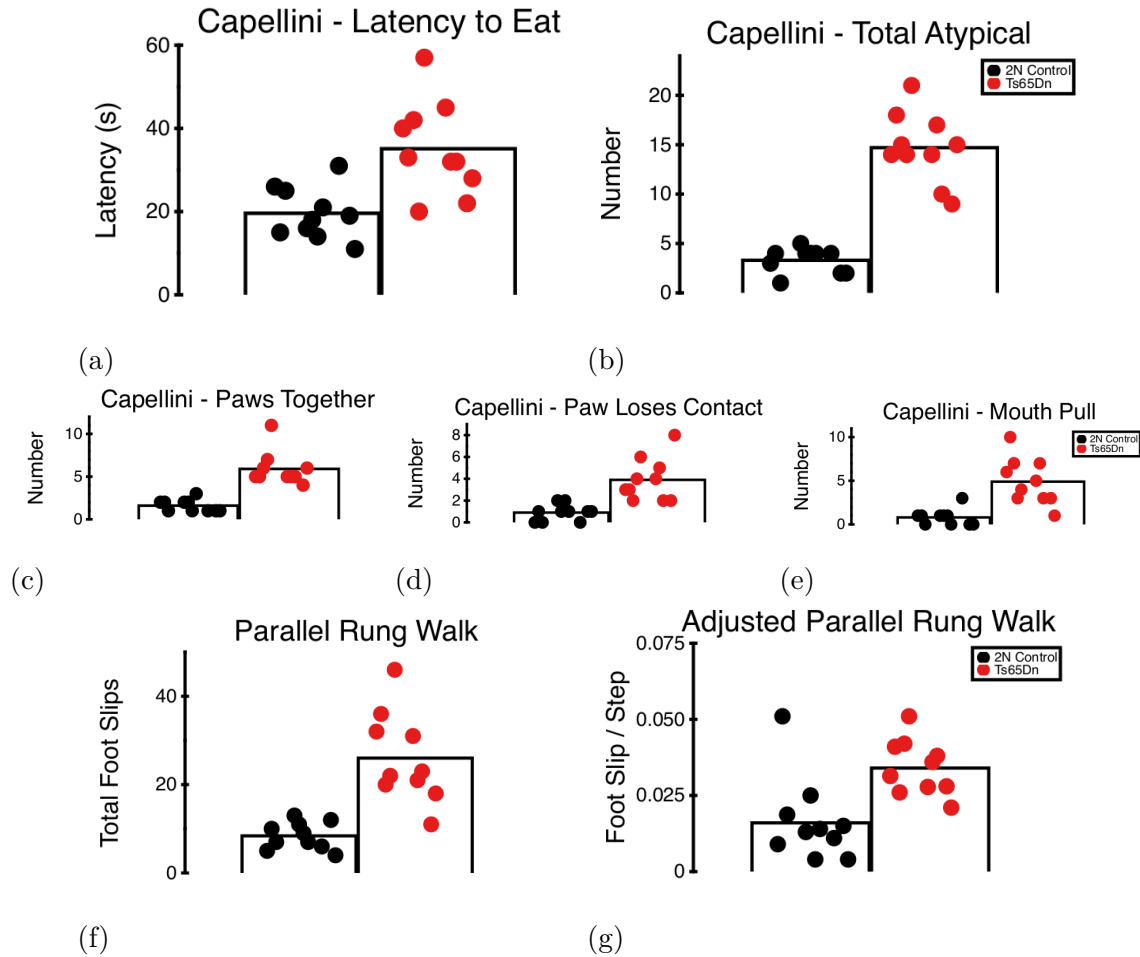 Capellini - Latency to Eat
60
40
20
0
Latency (s)
(a)
Capellini - Total Atypical
2N Control
Ts65Dn
20
15
10
5
0
Number
(b)
Capellini - Paws Together
10
5
0
Number
(c)
Capellini - Paw Loses Contact
8
6
4
2
0
Number
(d)
Capellini - Mouth Pull
2N Control
Ts65Dn
10
5
0
Number
(e)
Parallel Rung Walk
40
20
0
Total Foot Slips
(f)
Adjusted Parallel Rung Walk
2N Control
Ts65Dn
0.075
0.050
0.025
0
Foot Slip / Step
(g)